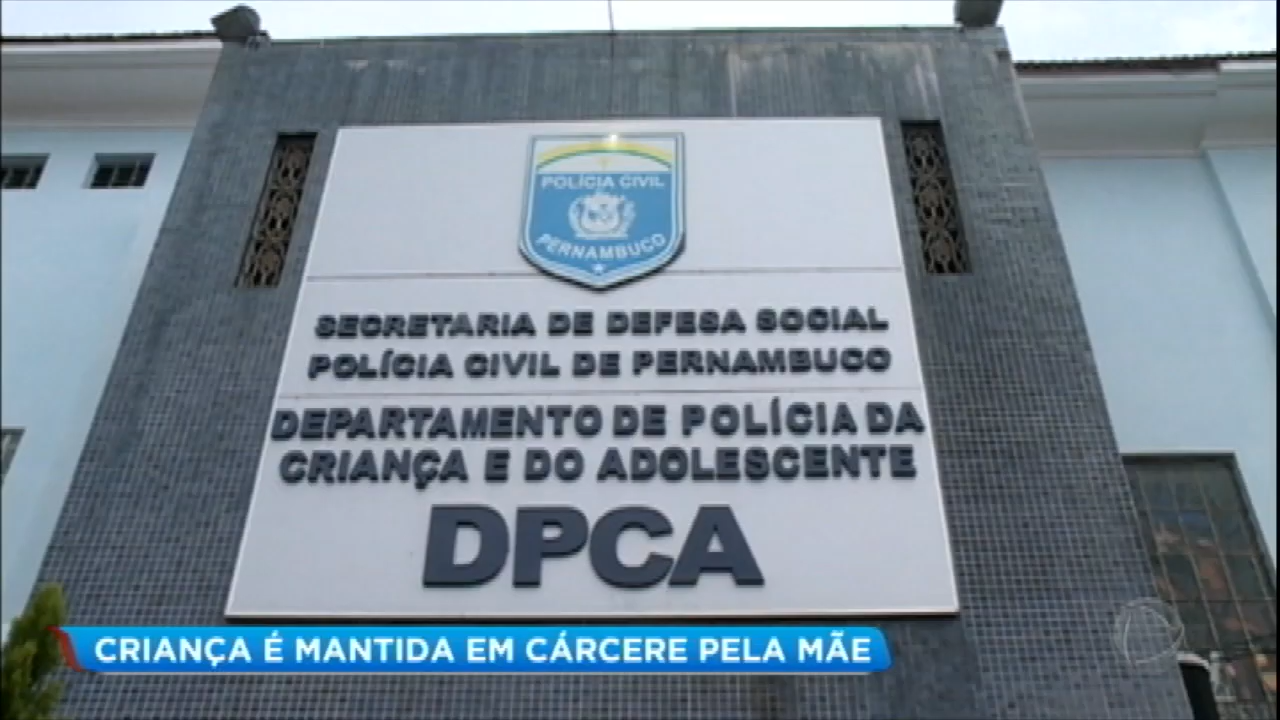 POLÍCIA CIVIL
PERNAMBUCO
SECRETARIA DE DEFESA SOCIAL
POLÍCIA CIVIL DE PERNAMBUCO
DEPARTAMENTO DE POLÍCIA DA
CRIANÇA E DO ADOLESCENTE
DPCA
CRIANÇA É MANTIDA EM CÁRCERE PELA MÃE